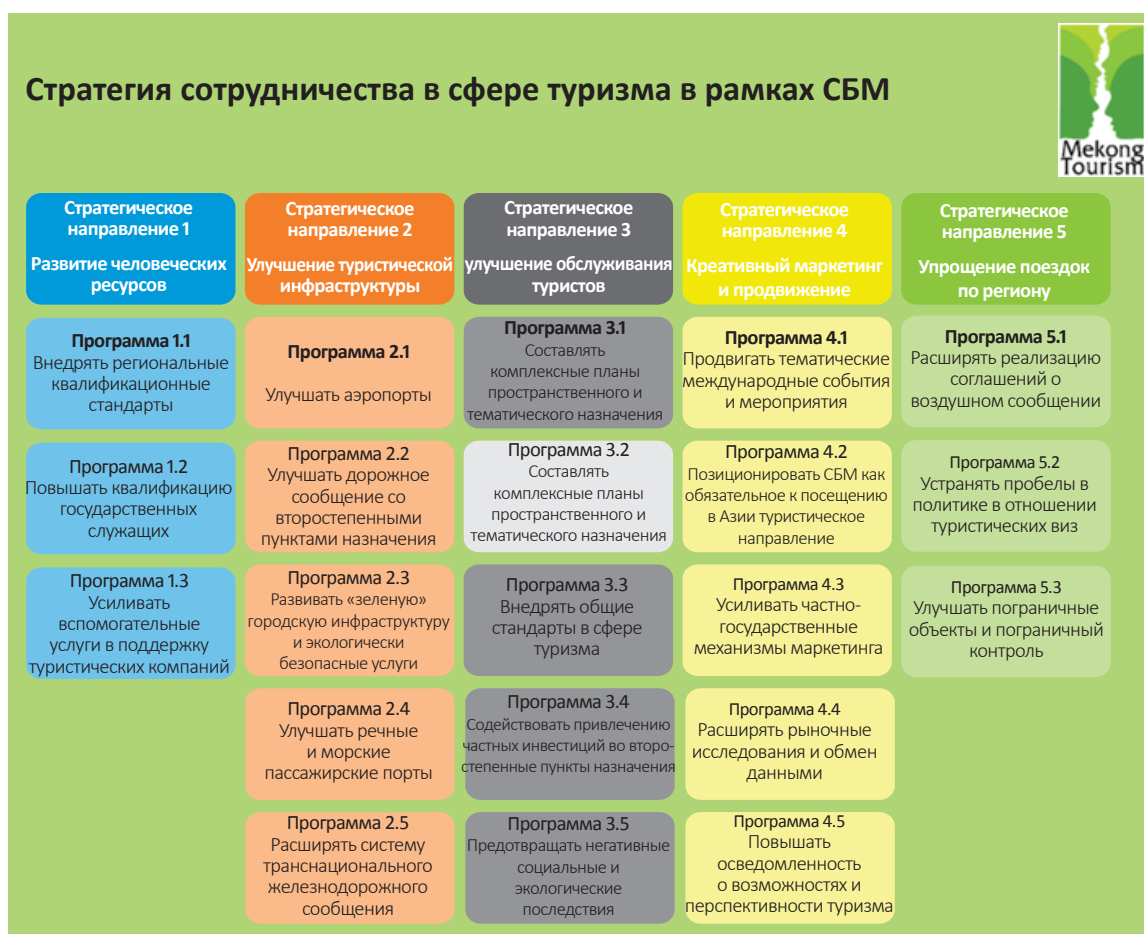 Стратегия сотрудничества в сфере туризма в рамках СБМ
Mekong
Tourism
Стратегическое
направление 1
Развитие человеческих
ресурсов
Программа 1.1
Внедрять региональные
квалификационные
стандарты
Программа 1.2
Повышать квалификацию
государственных
служащих
Программа 1.3
Усиливать
вспомогательные
услуги в поддержку
туристических компаний
Стратегическое
направление 2
Улучшение туристической
инфраструктуры
Программа 2.1
Улучшать аэропорты
Программа 2.2
Улучшать дорожное
сообщение со
второстепенными
пунктами назначения
Программа 2.3
Развивать «зеленую»
городскую инфраструктуру
и экологически
безопасные услуги
Программа 2.4
Улучшать речные
и морские
пассажирские порты
Программа 2.5
Расширять систему
транснационального
железнодорожного
сообщения
Стратегическое
направление 3
улучшение обслуживания
туристов
Программа 3.1
Составлять
комплексные планы
пространственного и
тематического назначения
Программа 3.2
Составлять
комплексные планы
пространственного и
тематического назначения
Программа 3.3
Внедрять общие
стандарты в сфере
туризма
Программа 3.4
Содействовать привлечению
частных инвестиций во второ-
степенные пункты назначения
Программа 3.5
Предотвращать негативные
социальные и
экологические
последствия
Стратегическое
направление 4
Креативный маркетинг
и продвижение
Программа 4.1
Продвигать тематические
международные события
и мероприятия
Программа 4.2
Позиционировать СБМ как
обязательное к посещению
в Азии туристическое
направление
Программа 4.3
Усиливать частно-
государственные
механизмы маркетинга
Программа 4.4
Расширять рыночные
исследования и обмен
данными
Программа 4.5
Повышать
осведомленность
о возможностях и
перспективности туризма
Стратегическое
направление 5
Упрощение поездок
по региону
Программа 5.1
Расширять реализацию
соглашений о
воздушном сообщении
Программа 5.2
Устранять пробелы в
политике в отношении
туристических виз
Программа 5.3
Улучшать пограничные
объекты и пограничный
контроль